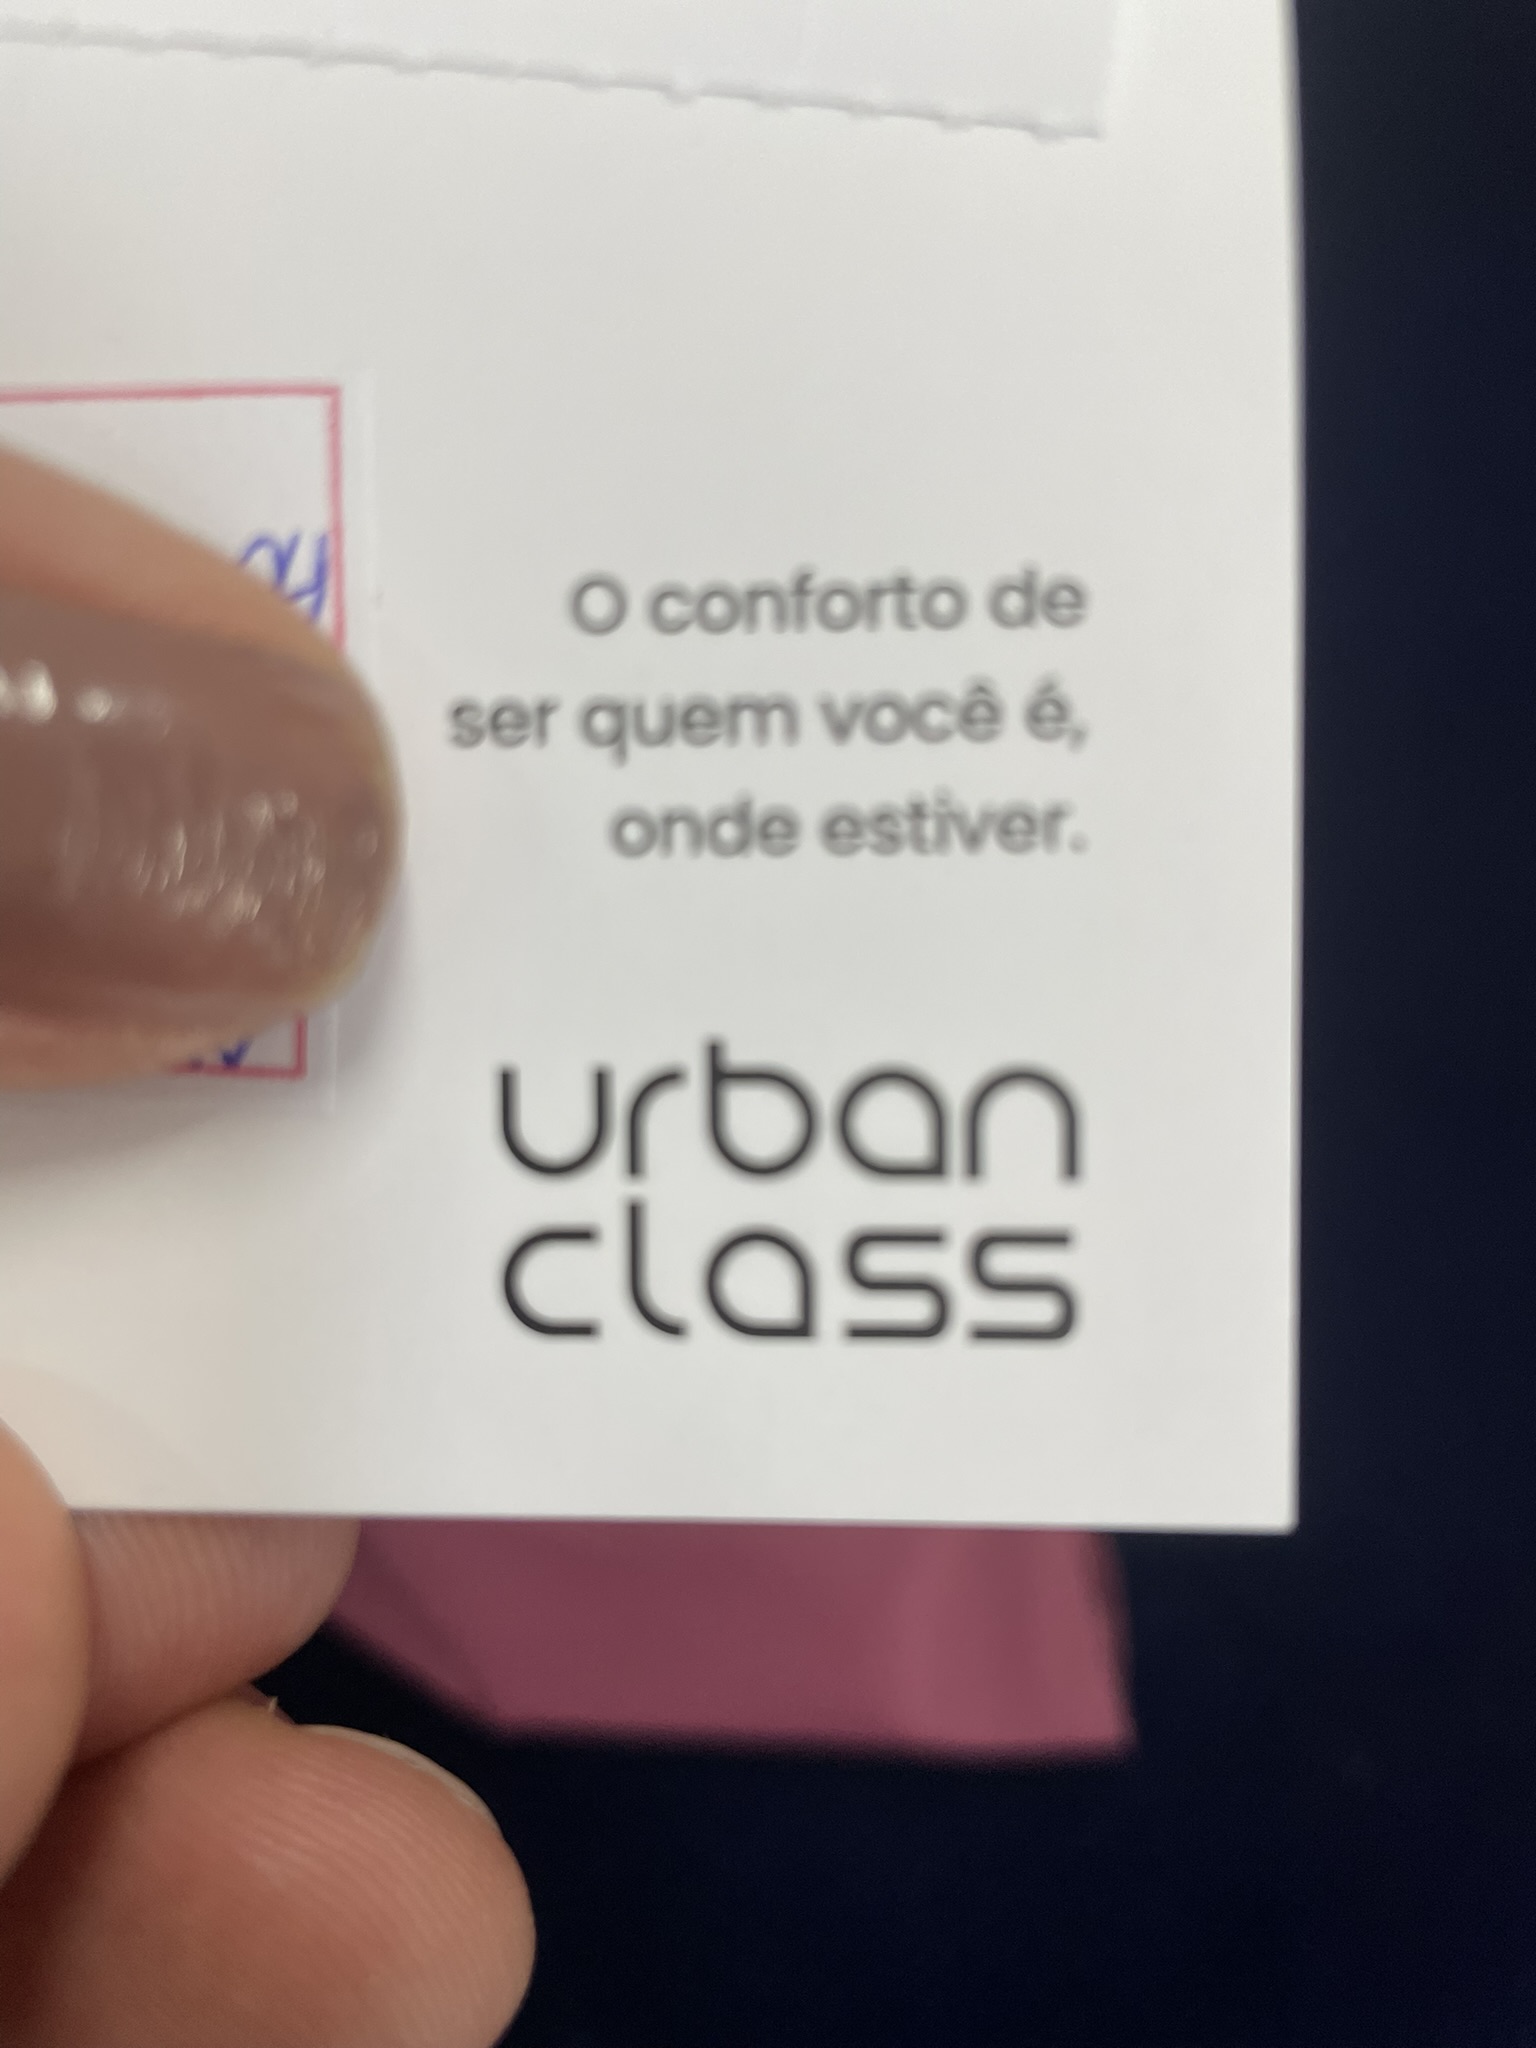 O conforto de
ser quem você é,
onde estiver.
urban
class